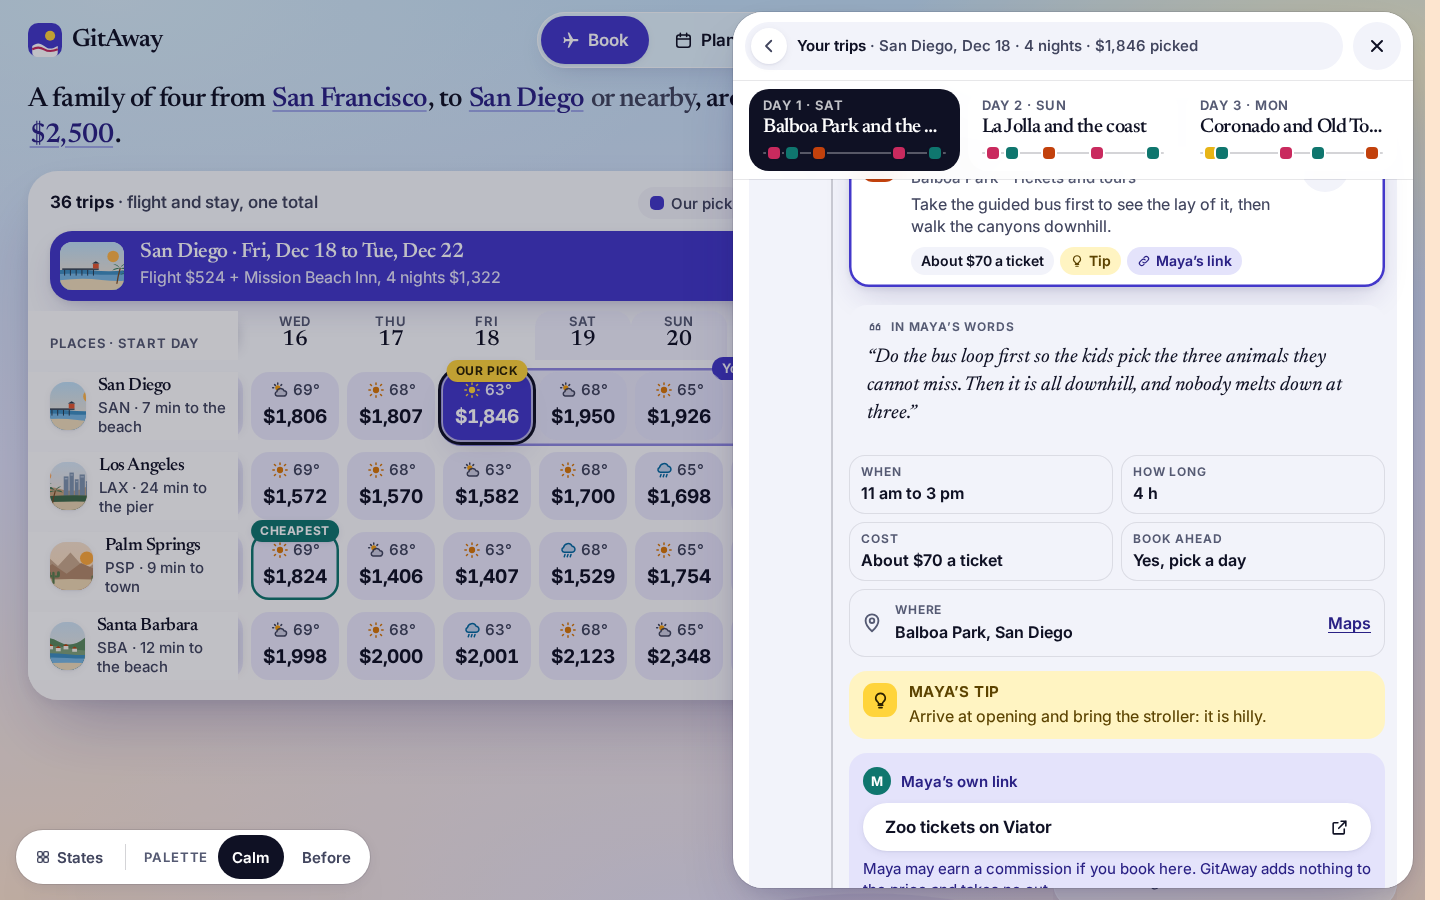 GitAway
Book
Plan
A family of four from San Francisco, to San Diego or nearby, are
$2,500.
36 trips · flight and stay, one total
Our pick
San Diego · Fri, Dec 18 to Tue, Dec 22
Flight $524 + Mission Beach Inn, 4 nights $1,322
PLACES · START DAY
WED
16
THU
17
FRI
18
SAT
19
SUN
20
OUR PICK
San Diego
SAN · 7 min to the
beach
69°
$1,806
68°
$1,807
63°
$1,846
68°
$1,950
65°
$1,926
Los Angeles
LAX · 24 min to
the pier
69°
$1,572
68°
$1,570
63°
$1,582
68°
$1,700
65°
$1,698
CHEAPEST
Palm Springs
PSP · 9 min to
town
69°
$1,824
68°
$1,406
63°
$1,407
68°
$1,529
65°
$1,754
Santa Barbara
SBA · 12 min to
the beach
69°
$1,998
68°
$2,000
63°
$2,001
68°
$2,123
65°
$2,348
States
PALETTE
Calm
Before
Your trips · San Diego, Dec 18 · 4 nights · $1,846 picked
DAY 1 · SAT
Balboa Park and the ...
DAY 2 · SUN
La Jolla and the coast
DAY 3 · MON
Coronado and Old To...
Balboa Park · Tickets and tours
Take the guided bus first to see the lay of it, then
walk the canyons downhill.
About $70 a ticket
Tip
Maya's link
IN MAYA'S WORDS
“Do the bus loop first so the kids pick the three animals they
cannot miss. Then it is all downhill, and nobody melts down at
three.”
WHEN
11 am to 3 pm
HOW LONG
4 h
COST
About $70 a ticket
BOOK AHEAD
Yes, pick a day
WHERE
Balboa Park, San Diego
Maps
MAYA'S TIP
Arrive at opening and bring the stroller: it is hilly.
M
Maya's own link
Zoo tickets on Viator
Maya may earn a commission if you book here. GitAway adds nothing to
the price and takes no cut.